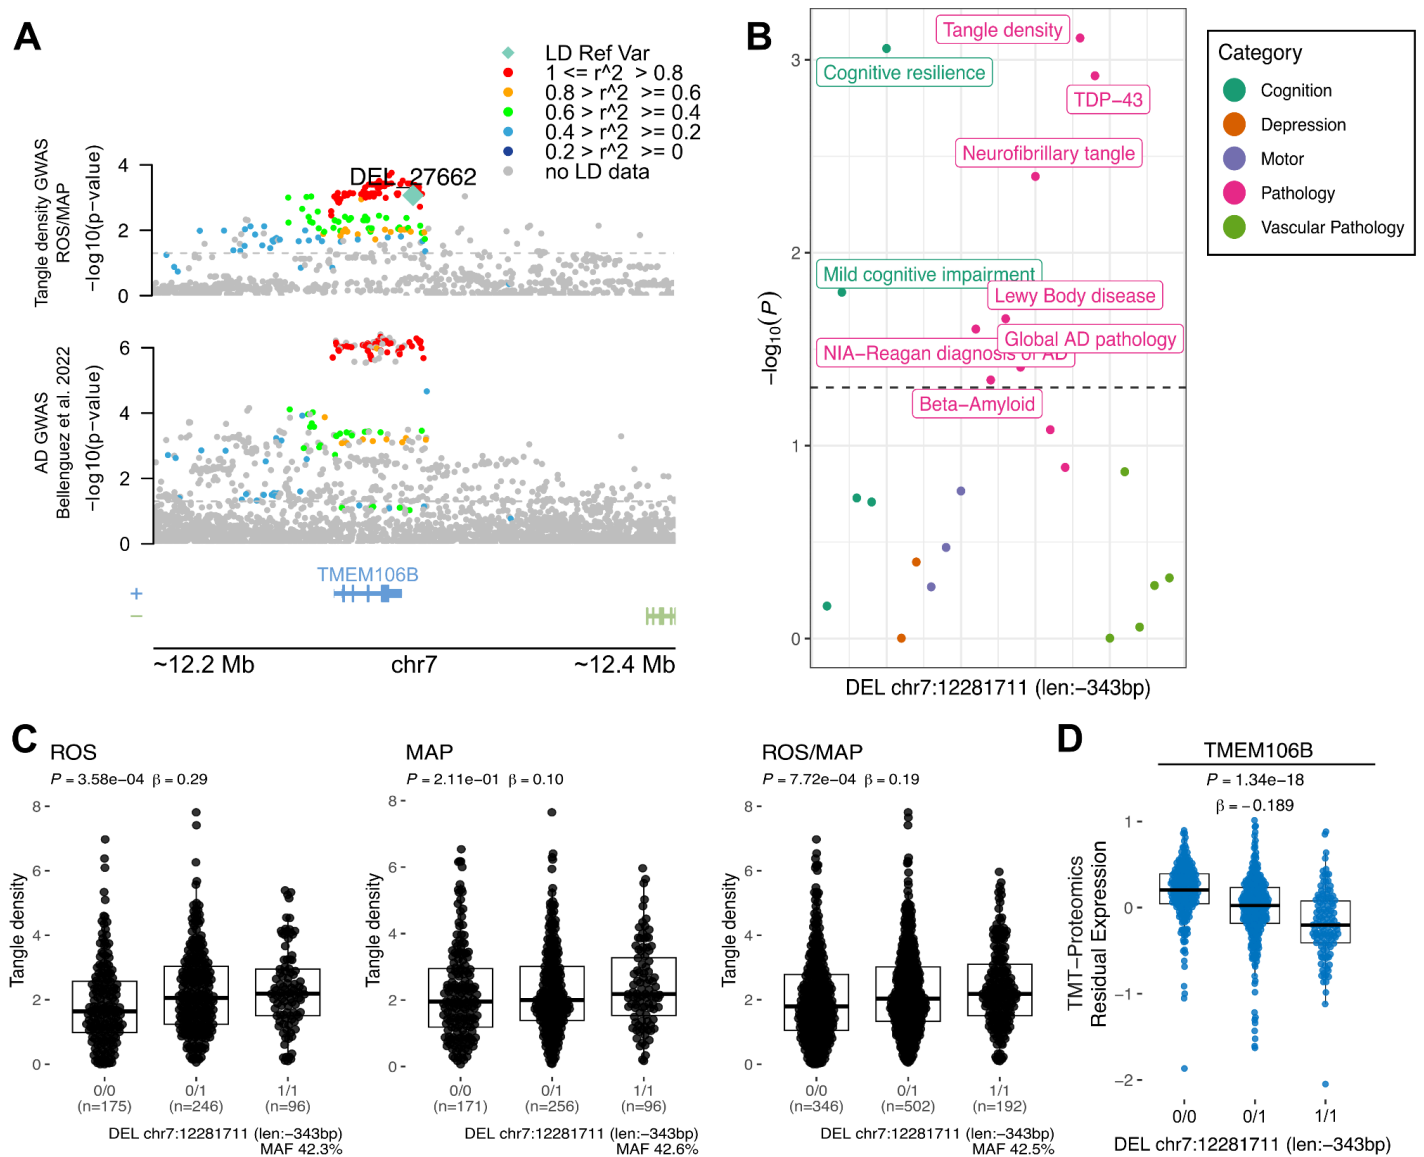 A
LD Ref Var
1 <= r^2 > 0.8
0.8 > r^2 >= 0.6
0.6 > r^2 >= 0.4
0.4 > r^2 >= 0.2
0.2 > r^2 >= 0
no LD data
Tangle density GWAS
ROS/MAP
−log10(p−value)
4
2
0
DEL_27662
AD GWAS
Bellenguez et al. 2022
−log10(p−value)
6
4
2
0
TMEM106B
+
−
~12.2 Mb
chr7
~12.4 Mb
B
−log10(P)
3
2
1
0
Tangle density
Cognitive resilience
TDP−43
Neurofibrillary tangle
Mild cognitive impairment
Lewy Body disease
Global AD pathology
NIA−Reagan diagnosis of AD
Beta−Amyloid
DEL chr7:12281711 (len:−343bp)
Category
Cognition
Depression
Motor
Pathology
Vascular Pathology
C
ROS
P = 3.58e−04 β = 0.29
Tangle density
8
6
4
2
0
0/0
(n=175)
0/1
(n=246)
1/1
(n=96)
DEL chr7:12281711 (len:−343bp)
MAF 42.3%
MAP
P = 2.11e−01 β = 0.10
Tangle density
8
6
4
2
0
0/0
(n=171)
0/1
(n=256)
1/1
(n=96)
DEL chr7:12281711 (len:−343bp)
MAF 42.6%
ROS/MAP
P = 7.72e−04 β = 0.19
Tangle density
8
6
4
2
0
0/0
(n=346)
0/1
(n=502)
1/1
(n=192)
DEL chr7:12281711 (len:−343bp)
MAF 42.5%
D
TMEM106B
P = 1.34e−18
β = −0.189
TMT−Proteomics
Residual Expression
1
0
−1
−2
0/0
0/1
1/1
DEL chr7:12281711 (len:−343bp)